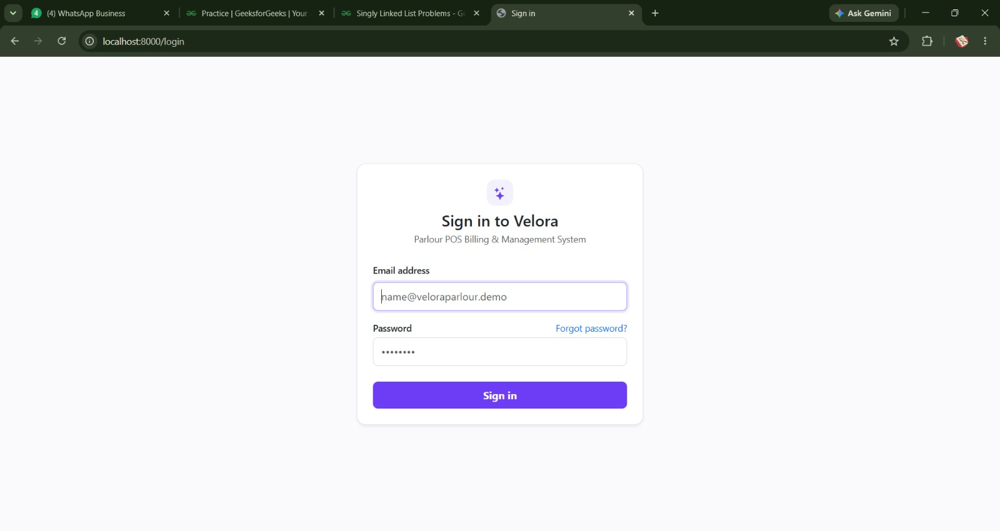 4 (4) WhatsApp Business
Practice | GeeksforGeeks | Your
Singly Linked List Problems - G
Sign in
Ask Gemini
localhost:8000/login
Sign in to Velora
Parlour POS Billing & Management System
Email address
name@veloraparlour.demo
Password Forgot password?
••••••••
Sign in